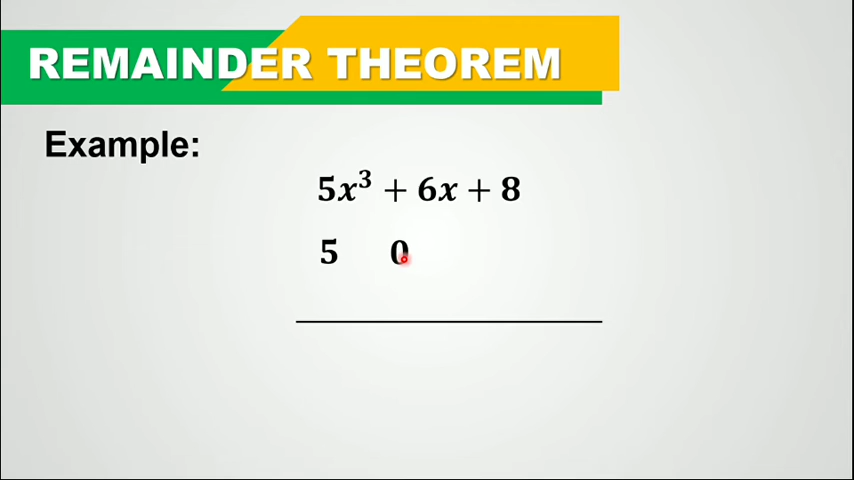 REMAINDER THEOREM
Example:
5x³ + 6x + 8
5 0